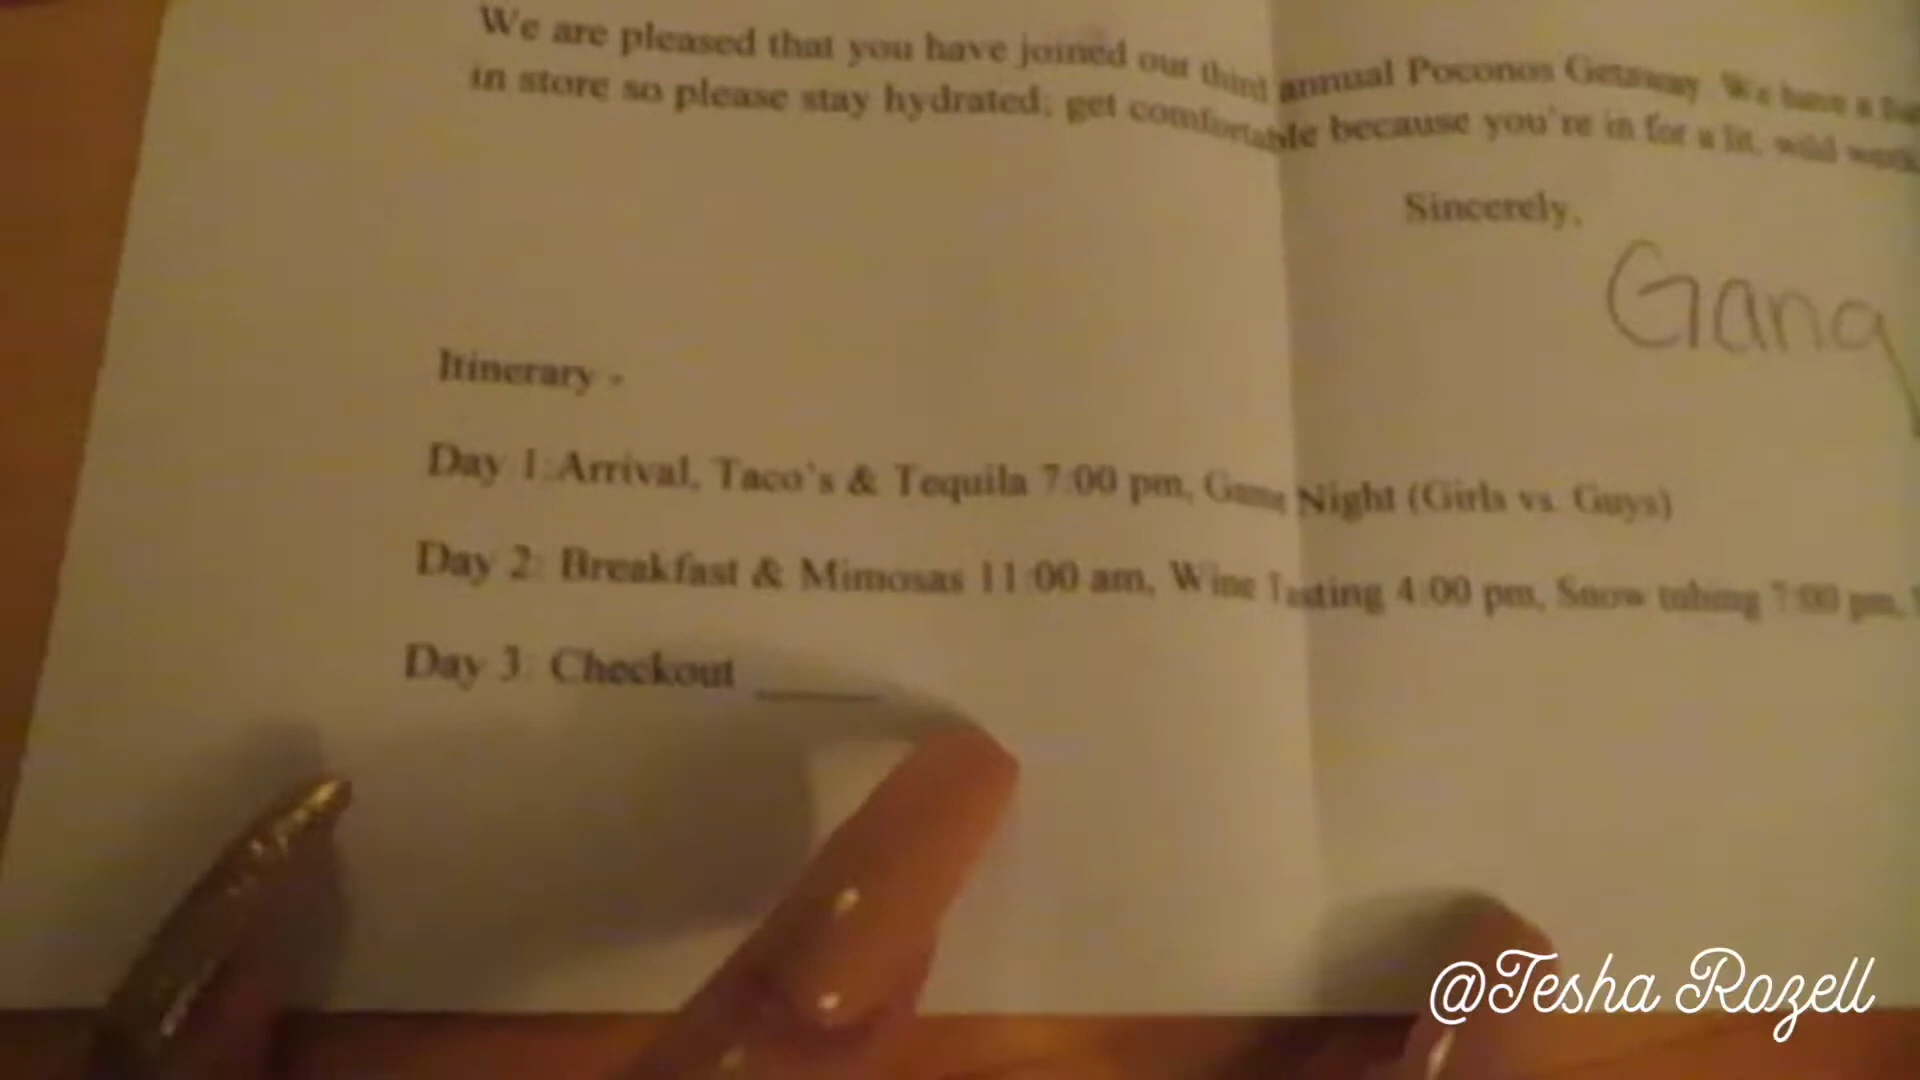 We are pleased that you have joined our third annual Poconos Getaway. We have a
in store so please stay hydrated, get comfortable because you're in for a lit, wild
Sincerely,
Gang
Itinerary -
Day 1: Arrival, Taco's & Tequila 7:00 pm, Game Night (Girls vs. Guys)
Day 2: Breakfast & Mimosas 11:00 am, Wine Tasting 4:00 pm, Snow tubing 7:00 pm,
Day 3: Checkout _____
@Tesha Rozell